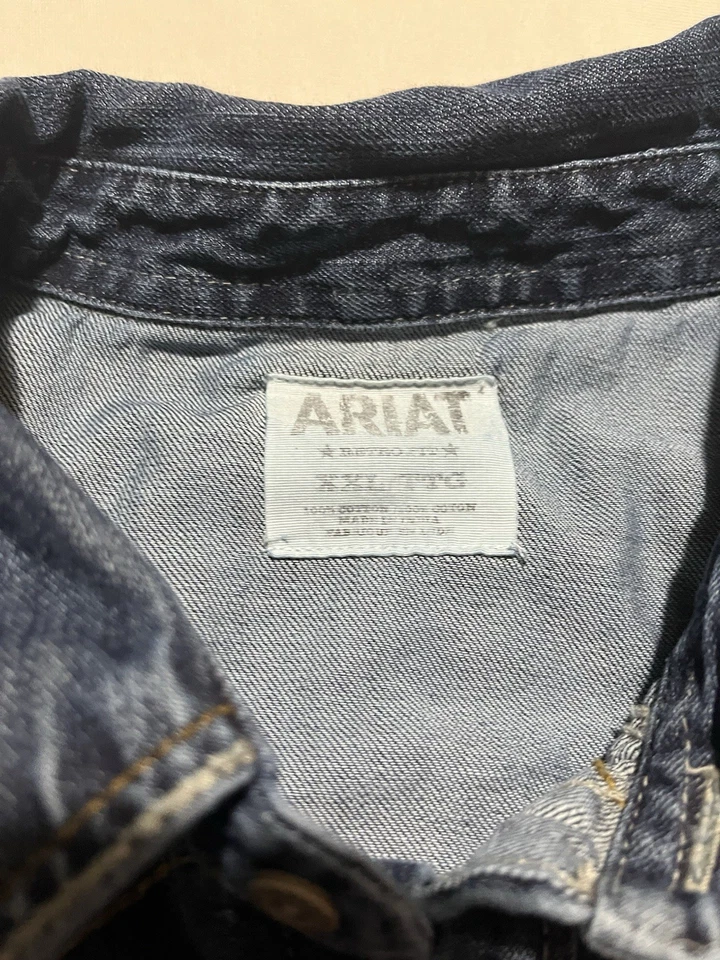 ARIAT
★ RETRO FIT ★
XXL/TTG
100% COTTON 100% COTON
MADE IN INDIA